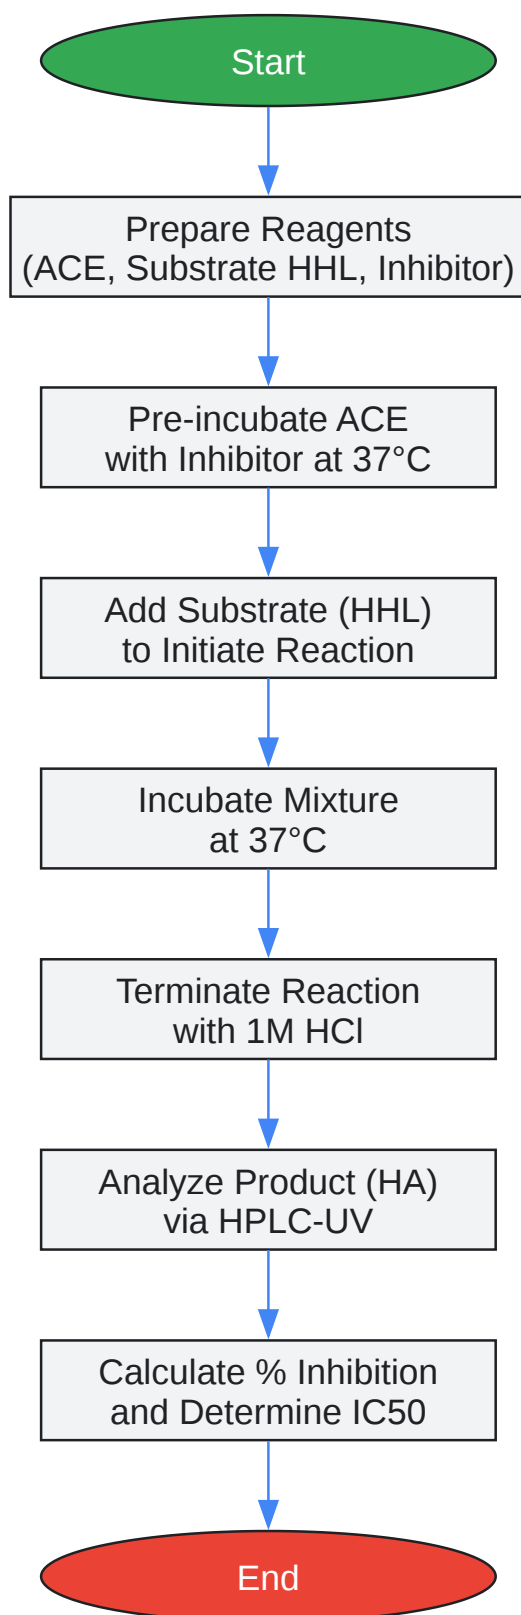 Start
Prepare Reagents
(ACE, Substrate HHL, Inhibitor)
Pre-incubate ACE
with Inhibitor at 37°C
Add Substrate (HHL)
to Initiate Reaction
Incubate Mixture
at 37°C
Terminate Reaction
with 1M HCl
Analyze Product (HA)
via HPLC-UV
Calculate % Inhibition
and Determine IC50
End